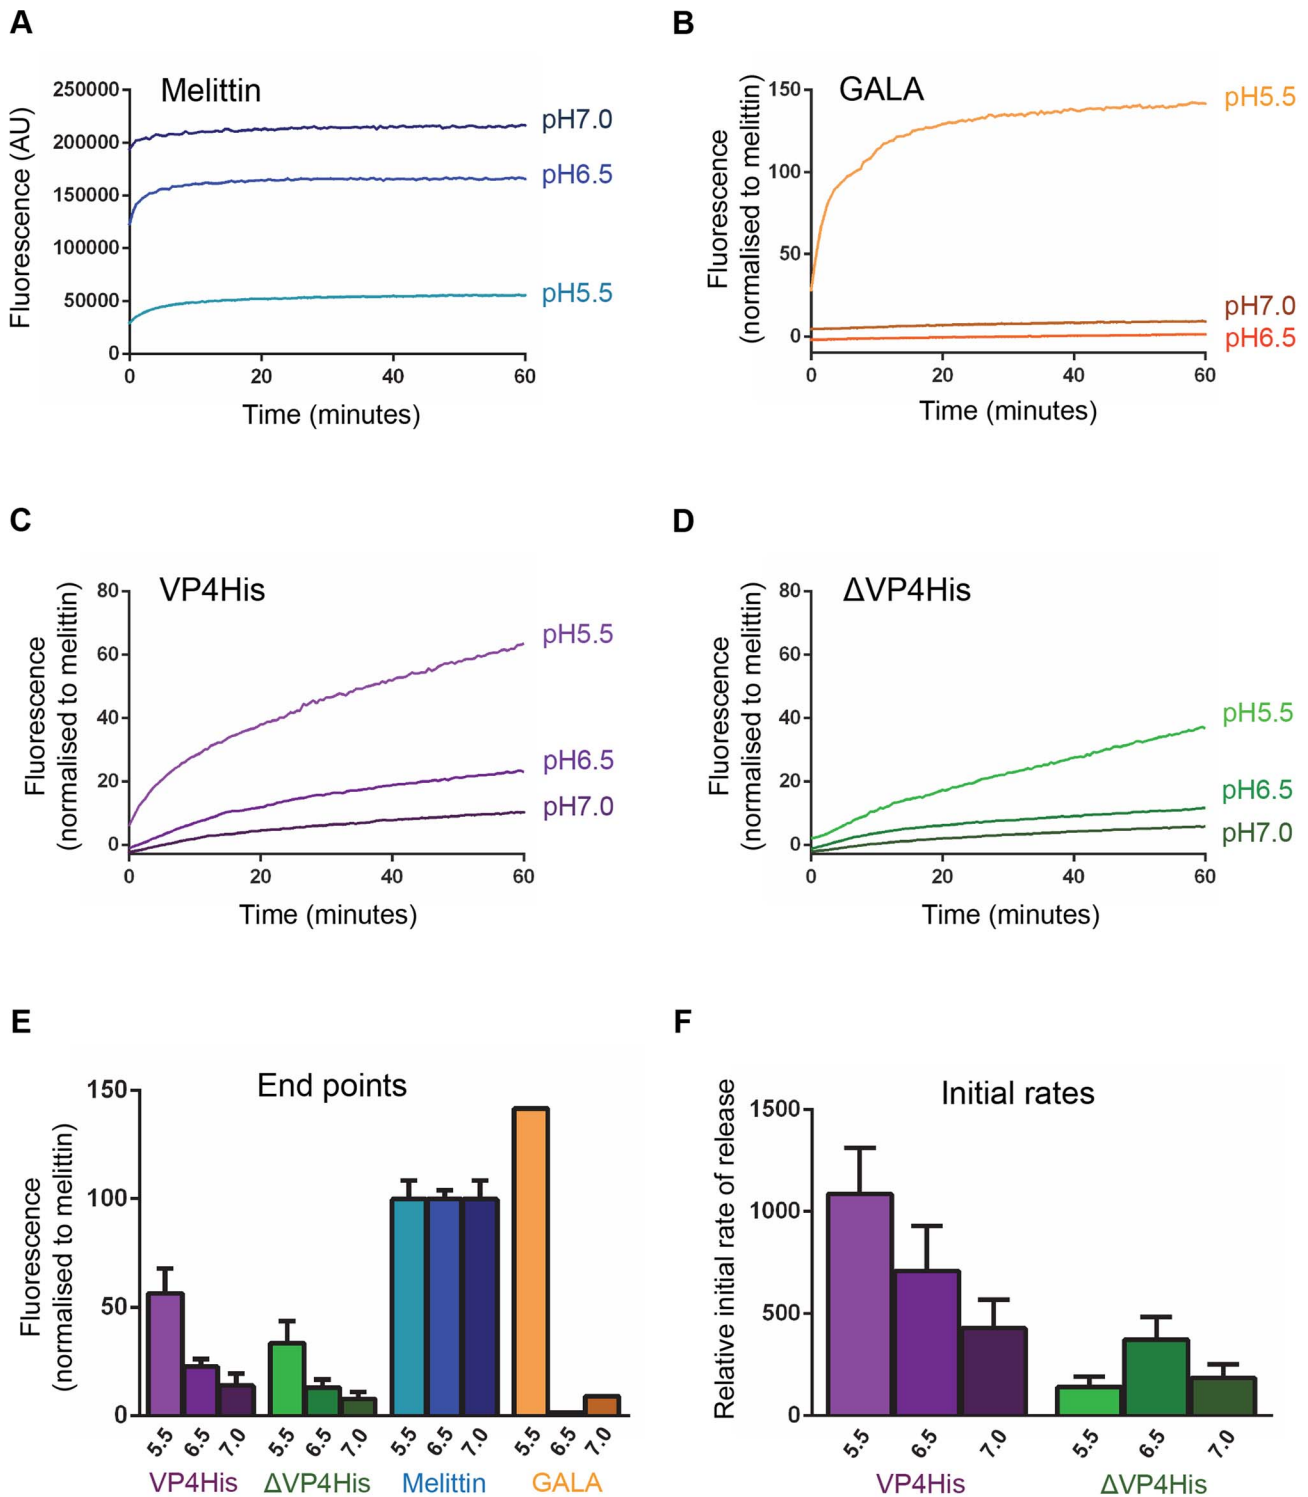 A
Melittin
Fluorescence (AU)
250000
200000
150000
100000
50000
0
0 20 40 60
Time (minutes)
pH7.0
pH6.5
pH5.5
B
GALA
Fluorescence
(normalised to melittin)
150
100
50
0
0 20 40 60
Time (minutes)
pH5.5
pH7.0
pH6.5
C
VP4His
Fluorescence
(normalised to melittin)
80
60
40
20
0
0 20 40 60
Time (minutes)
pH5.5
pH6.5
pH7.0
D
ΔVP4His
Fluorescence
(normalised to melittin)
80
60
40
20
0
0 20 40 60
Time (minutes)
pH5.5
pH6.5
pH7.0
E
End points
Fluorescence
(normalised to melittin)
150
100
50
0
5.5 6.5 7.0 5.5 6.5 7.0 5.5 6.5 7.0 5.5 6.5 7.0
VP4His ΔVP4His Melittin GALA
F
Initial rates
Relative initial rate of release
1500
1000
500
0
5.5 6.5 7.0 5.5 6.5 7.0
VP4His ΔVP4His